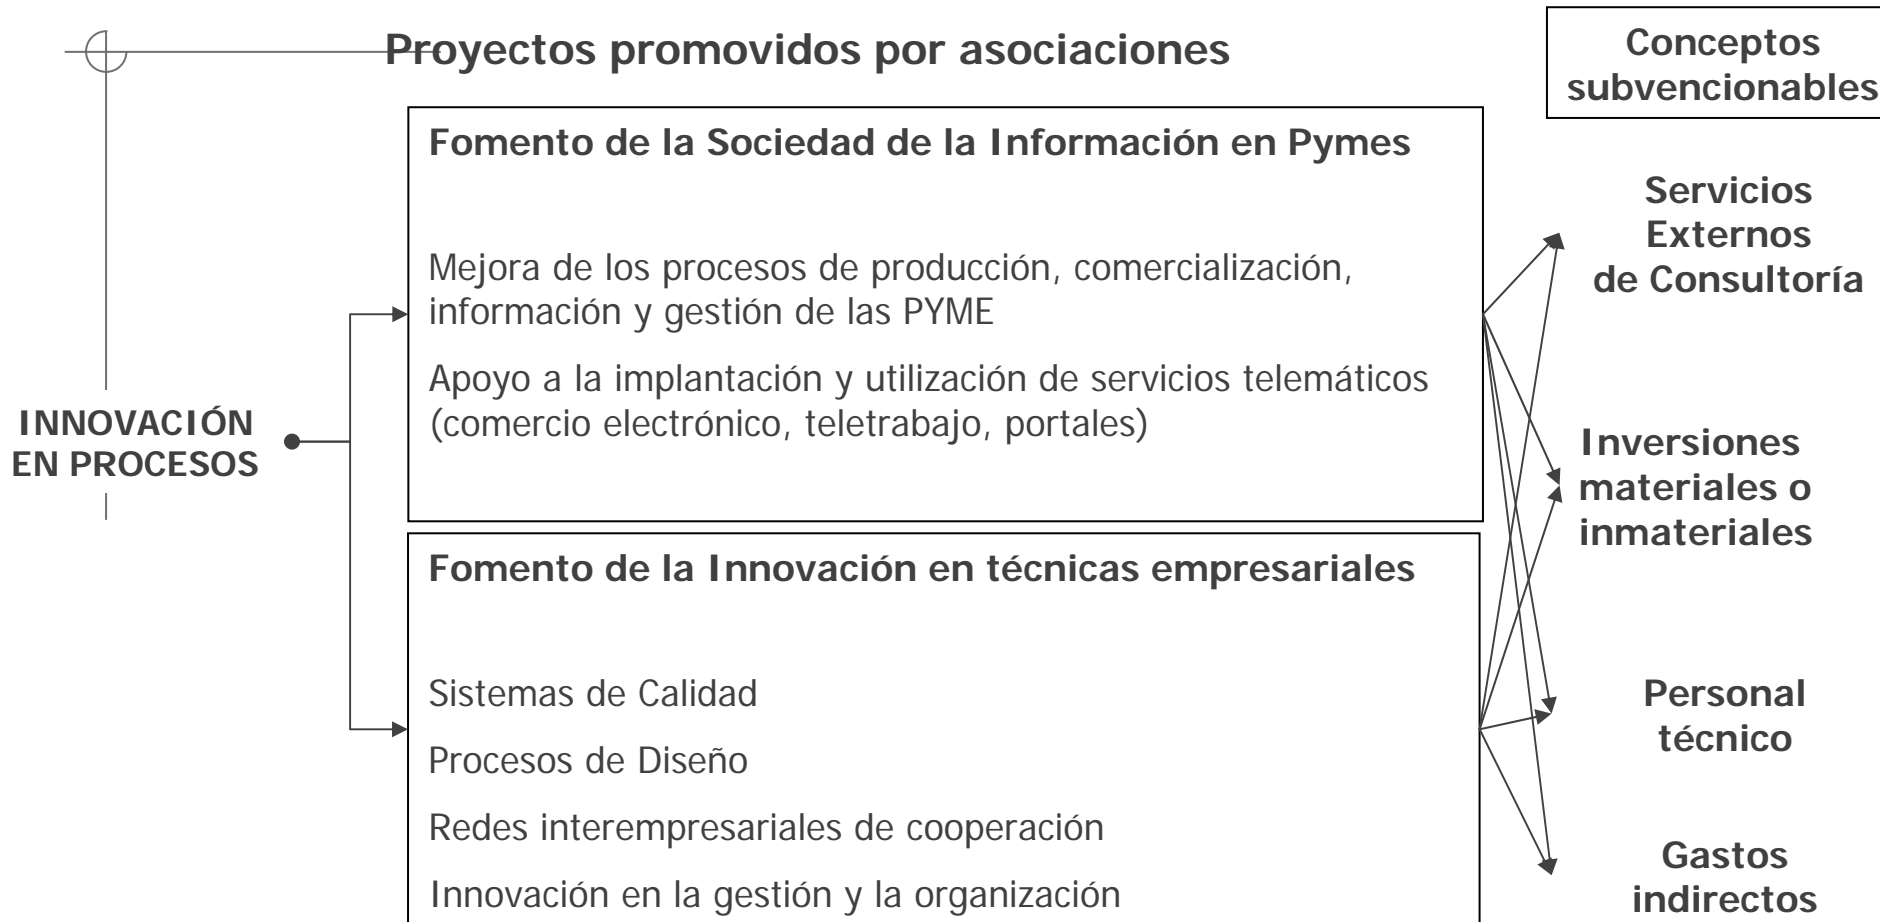 Proyectos promovidos por asociaciones
Conceptos
subvencionables
Fomento de la Sociedad de la Información en Pymes
Mejora de los procesos de producción, comercialización,
información y gestión de las PYME
Apoyo a la implantación y utilización de servicios telemáticos
(comercio electrónico, teletrabajo, portales)
INNOVACIÓN
EN PROCESOS
Fomento de la Innovación en técnicas empresariales
Sistemas de Calidad
Procesos de Diseño
Redes interempresariales de cooperación
Innovación en la gestión y la organización
Servicios
Externos
de Consultoría
Inversiones
materiales o
inmateriales
Personal
técnico
Gastos
indirectos